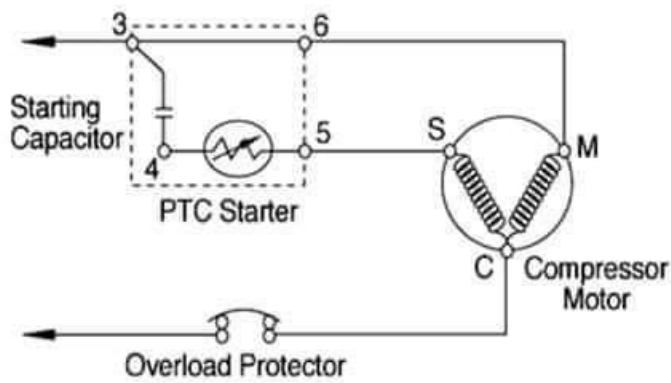 3
6
Starting
Capacitor
4
5
S
M
PTC Starter
C
Compressor
Motor
Overload Protector